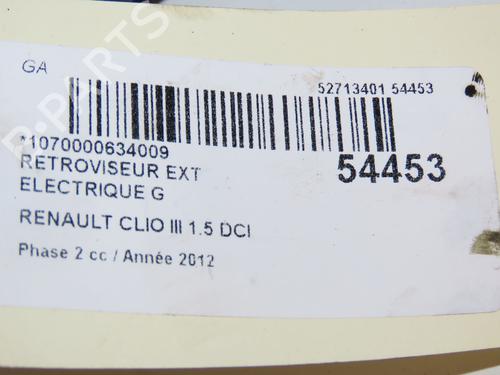 GA
52713401 54453
*1070000634009
RETROVISEUR EXT
ELECTRIQUE G
54453
RENAULT CLIO III 1.5 DCI
Phase 2 cc / Année 2012
B-PARTS